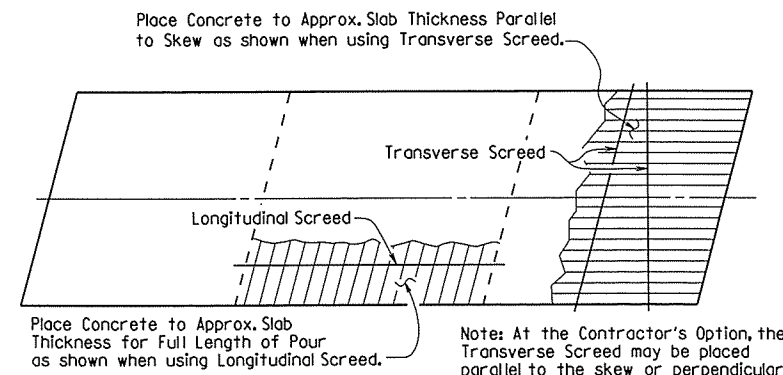 Place Concrete to Approx. Slab Thickness Parallel
to Skew as shown when using Transverse Screed.
Transverse Screed
Longitudinal Screed
Place Concrete to Approx. Slab
Thickness for Full Length of Pour
as shown when using Longitudinal Screed.
Note: At the Contractor's Option, the
Transverse Screed may be placed
parallel to the skew or perpendicular